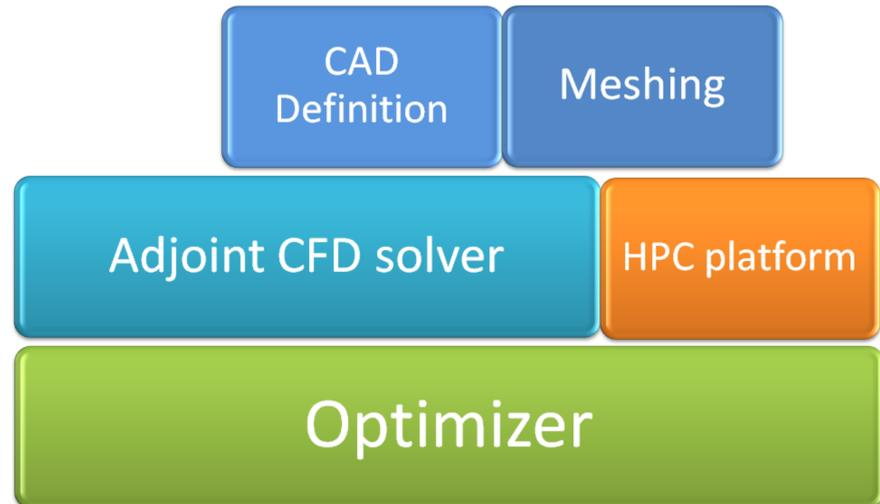 CAD
Definition
Meshing
Adjoint CFD solver
HPC platform
Optimizer